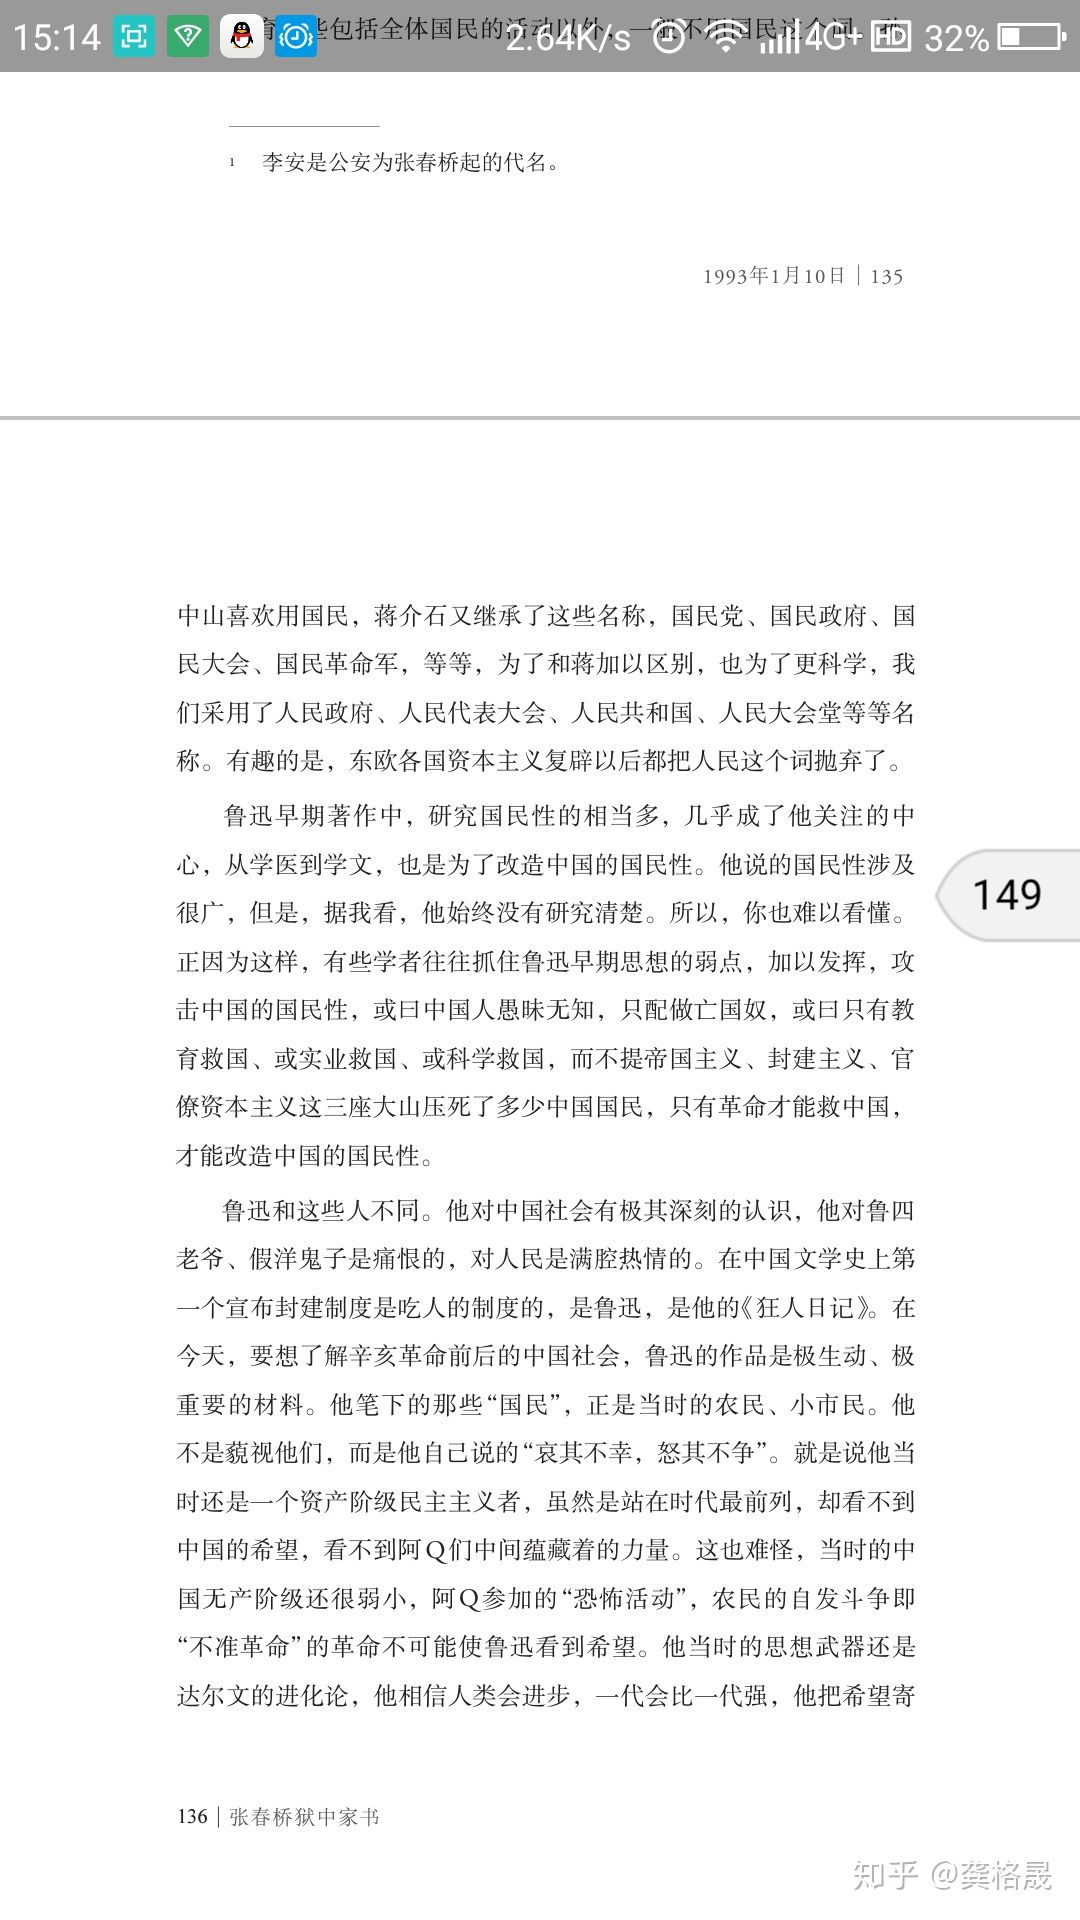 15:14 2.64K/s 4G+ HD 32%
些包括全体国民的活动以外，一般不用国民这个词。孙
1 李安是公安为张春桥起的代名。
1993年1月10日｜135
中山喜欢用国民，蒋介石又继承了这些名称，国民党、国民政府、国
民大会、国民革命军，等等，为了和蒋加以区别，也为了更科学，我
们采用了人民政府、人民代表大会、人民共和国、人民大会堂等等名
称。有趣的是，东欧各国资本主义复辟以后都把人民这个词抛弃了。
鲁迅早期著作中，研究国民性的相当多，几乎成了他关注的中
心，从学医到学文，也是为了改造中国的国民性。他说的国民性涉及
149
很广，但是，据我看，他始终没有研究清楚。所以，你也难以看懂。
正因为这样，有些学者往往抓住鲁迅早期思想的弱点，加以发挥，攻
击中国的国民性，或曰中国人愚昧无知，只配做亡国奴，或曰只有教
育救国、或实业救国、或科学救国，而不提帝国主义、封建主义、官
僚资本主义这三座大山压死了多少中国国民，只有革命才能救中国，
才能改造中国的国民性。
鲁迅和这些人不同。他对中国社会有极其深刻的认识，他对鲁四
老爷、假洋鬼子是痛恨的，对人民是满腔热情的。在中国文学史上第
一个宣布封建制度是吃人的制度的，是鲁迅，是他的《狂人日记》。在
今天，要想了解辛亥革命前后的中国社会，鲁迅的作品是极生动、极
重要的材料。他笔下的那些“国民”，正是当时的农民、小市民。他
不是藐视他们，而是他自己说的“哀其不幸，怒其不争”。就是说他当
时还是一个资产阶级民主主义者，虽然是站在时代最前列，却看不到
中国的希望，看不到阿Q们中间蕴藏着的力量。这也难怪，当时的中
国无产阶级还很弱小，阿Q参加的“恐怖活动”，农民的自发斗争即
“不准革命”的革命不可能使鲁迅看到希望。他当时的思想武器还是
达尔文的进化论，他相信人类会进步，一代会比一代强，他把希望寄
136｜张春桥狱中家书
知乎 @龚格晟